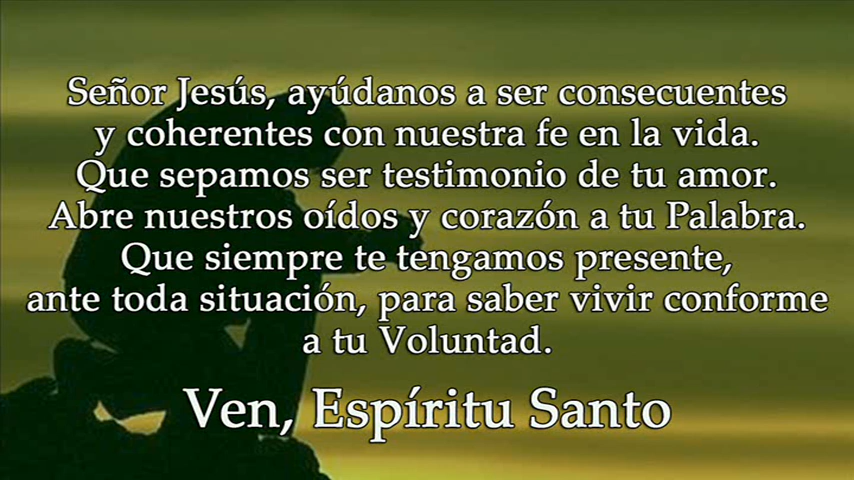 Señor Jesús, ayúdanos a ser consecuentes
y coherentes con nuestra fe en la vida.
Que sepamos ser testimonio de tu amor.
Abre nuestros oídos y corazón a tu Palabra.
Que siempre te tengamos presente,
ante toda situación, para saber vivir conforme
a tu Voluntad.
Ven, Espíritu Santo